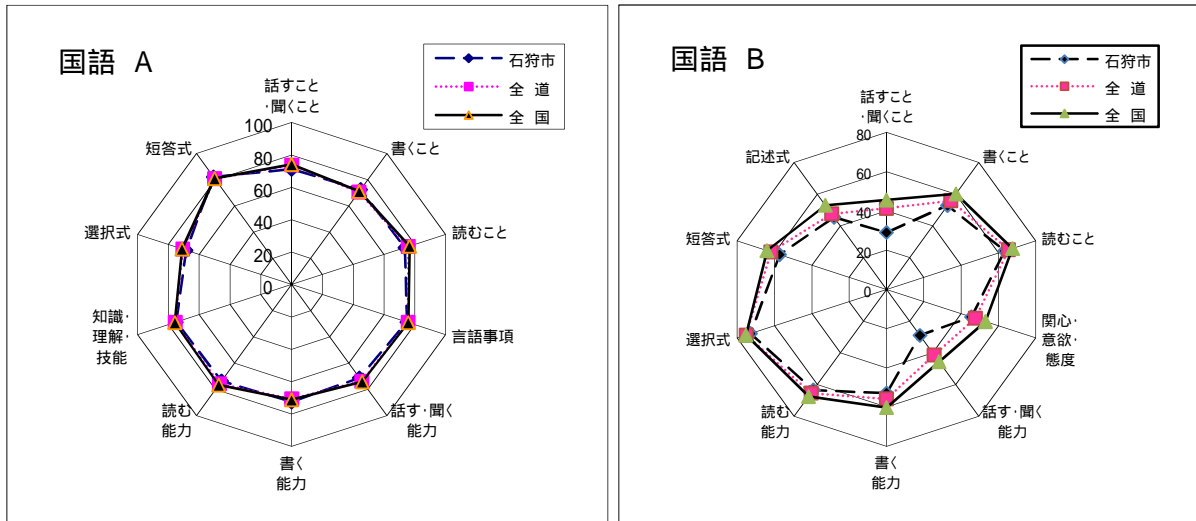 国語 A
石狩市
全 道
全 国
話すこと
・聞くこと
書くこと
読むこと
言語事項
話す・聞く
能力
書く
能力
読む
能力
知識・
理解・
技能
選択式
短答式
100
80
60
40
20
0
国語 B
石狩市
全 道
全 国
話すこと
・聞くこと
書くこと
読むこと
関心・
意欲・
態度
話す・聞く
能力
書く
能力
読む
能力
選択式
短答式
記述式
80
60
40
20
0